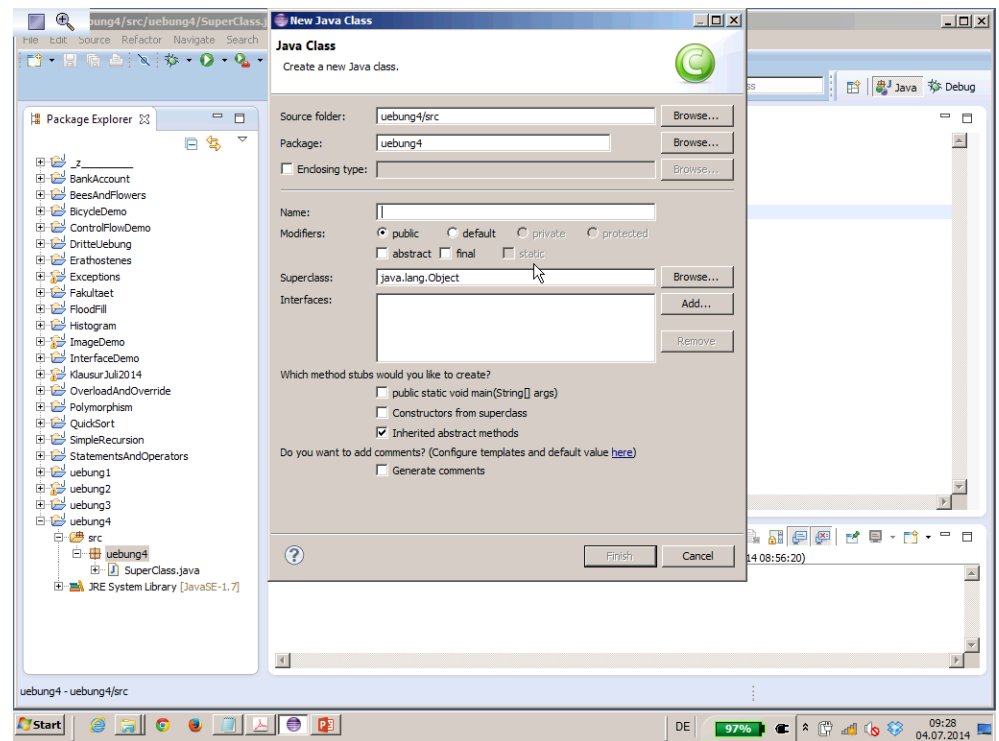 ung4/src/uebung4/SuperClass.j
File Edit Source Refactor Navigate Search
Java Debug
Package Explorer
_z_________
BankAccount
BeesAndFlowers
BicycleDemo
ControlFlowDemo
DritteUebung
Erathostenes
Exceptions
Fakultaet
FloodFill
Histogram
ImageDemo
InterfaceDemo
KlausurJuli2014
OverloadAndOverride
Polymorphism
QuickSort
SimpleRecursion
StatementsAndOperators
uebung1
uebung2
uebung3
uebung4
src
uebung4
SuperClass.java
JRE System Library [JavaSE-1.7]
New Java Class
Java Class
Create a new Java class.
Source folder: uebung4/src Browse...
Package: uebung4 Browse...
Enclosing type: Browse...
Name:
Modifiers: public default private protected
abstract final static
Superclass: java.lang.Object Browse...
Interfaces: Add...
Remove
Which method stubs would you like to create?
public static void main(String[] args)
Constructors from superclass
Inherited abstract methods
Do you want to add comments? (Configure templates and default value here)
Generate comments
Finish Cancel
14 08:56:20)
uebung4 - uebung4/src
Start DE 97% 09:28
04.07.2014